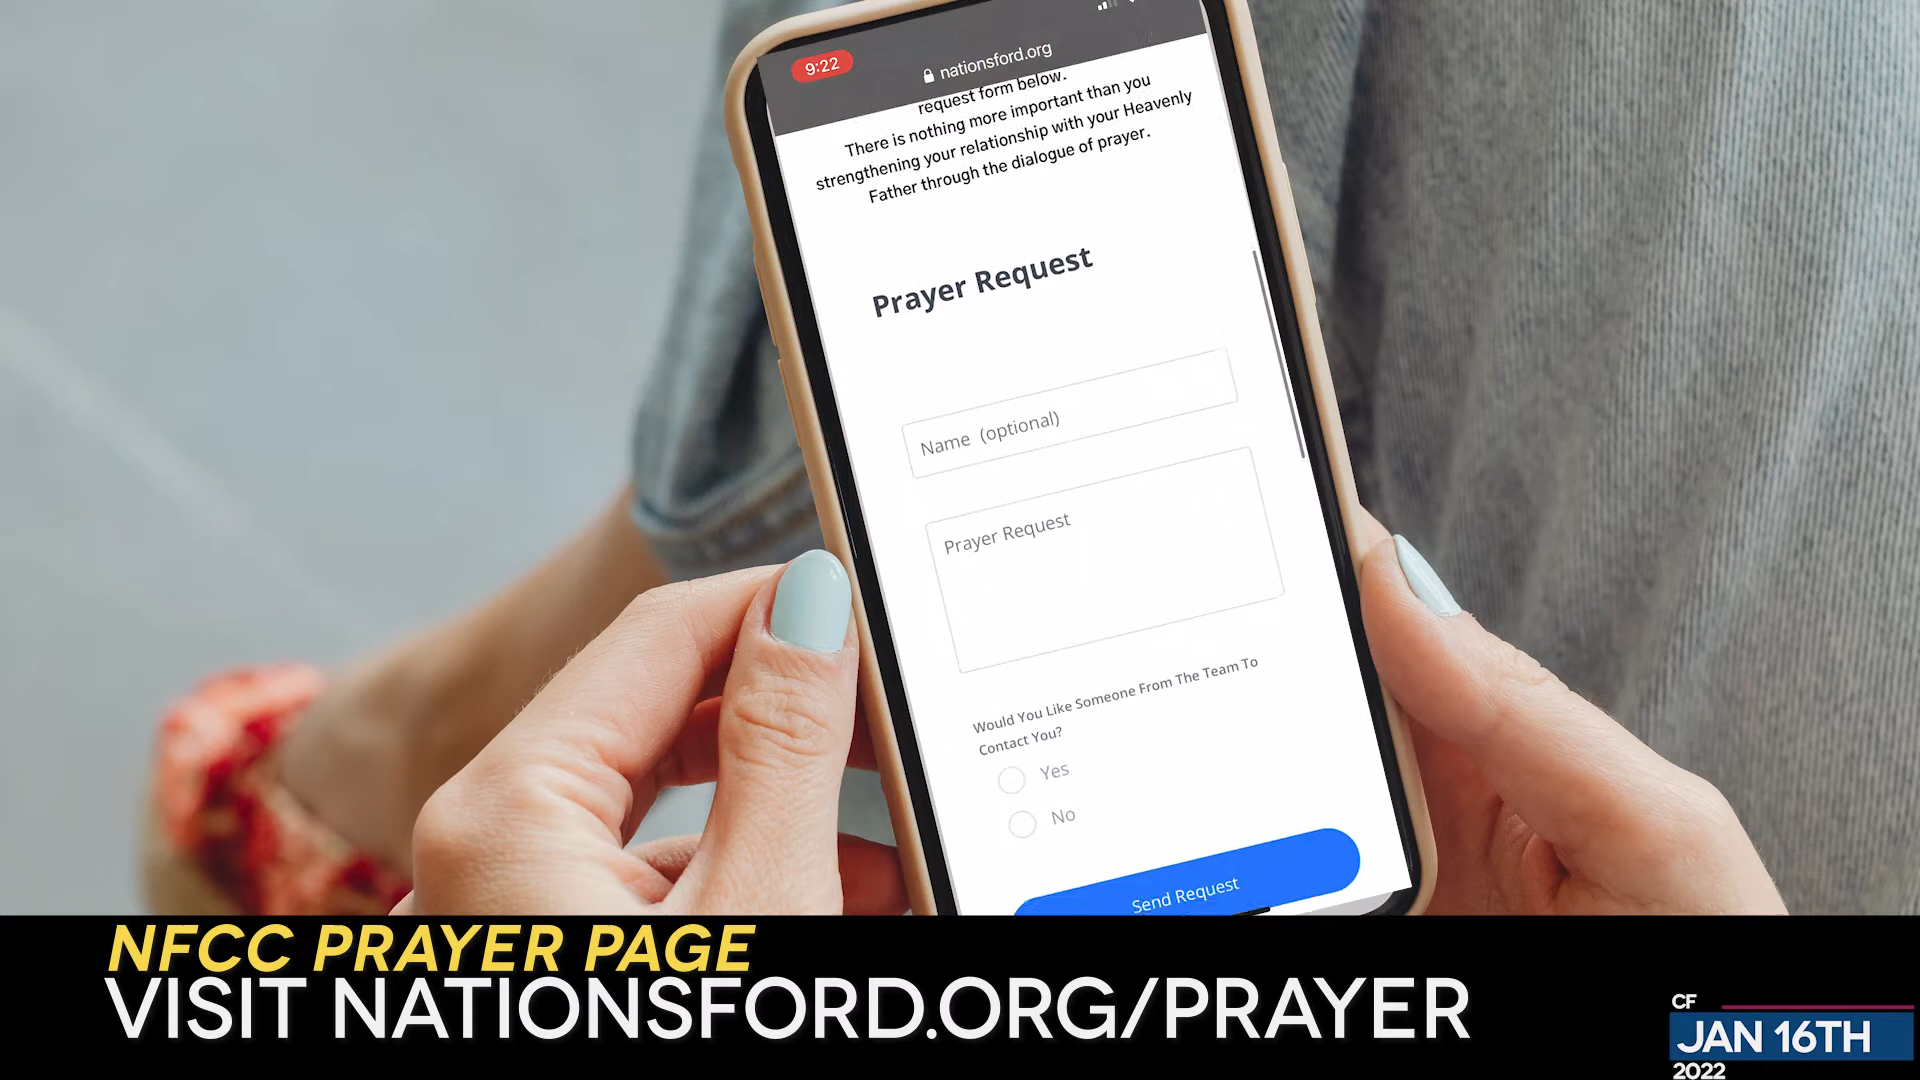 9:22
nationsford.org
request form below.
There is nothing more important than you
strengthening your relationship with your Heavenly
Father through the dialogue of prayer.
Prayer Request
Name (optional)
Prayer Request
Would You Like Someone From The Team To
Contact You?
Yes
No
Send Request
NFCC PRAYER PAGE
VISIT NATIONSFORD.ORG/PRAYER
CF
JAN 16TH
2022